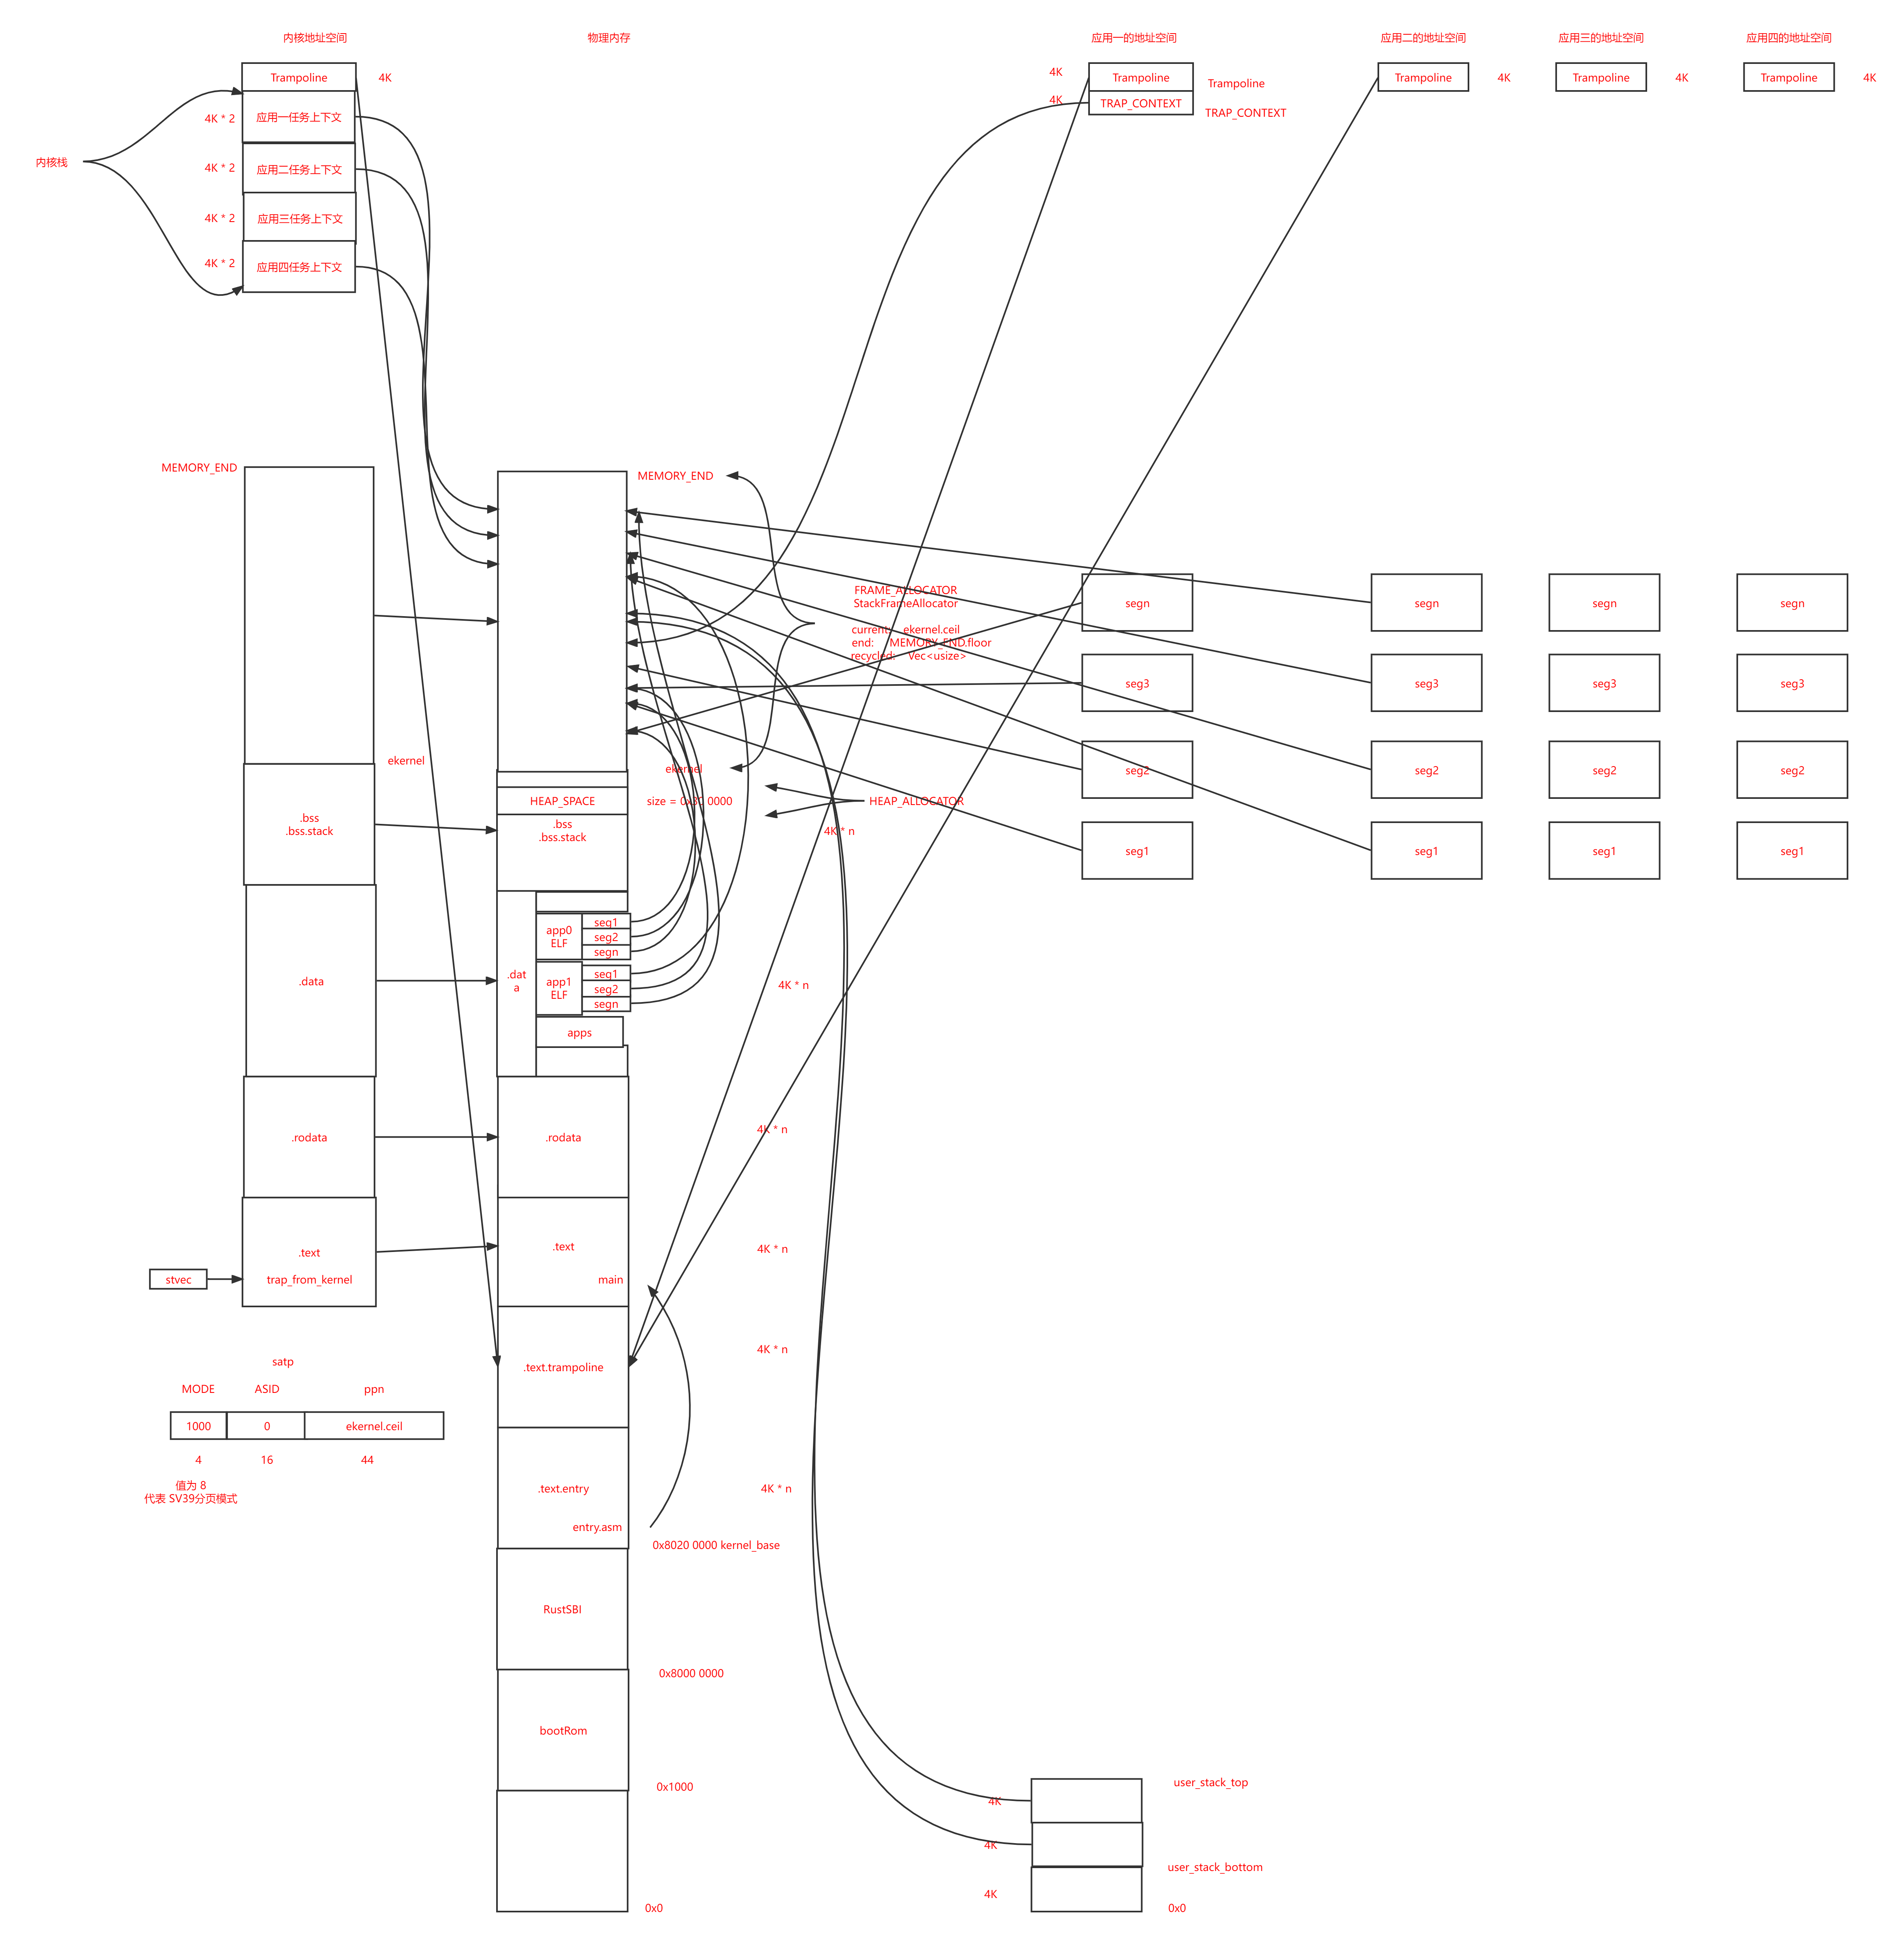 内核地址空间
物理内存
应用一的地址空间
应用二的地址空间
应用三的地址空间
应用四的地址空间
Trampoline
4K
4K
Trampoline
Trampoline
Trampoline
4K
Trampoline
4K
Trampoline
4K
4K
TRAP_CONTEXT
TRAP_CONTEXT
内核栈
4K * 2
应用一任务上下文
4K * 2
应用二任务上下文
4K * 2
应用三任务上下文
4K * 2
应用四任务上下文
MEMORY_END
MEMORY_END
FRAME_ALLOCATOR
StackFrameAllocator
current: ekernel.ceil
end: MEMORY_END.floor
recycled: Vec<usize>
segn
segn
segn
segn
seg3
seg3
seg3
seg3
ekernel
ekernel
seg2
seg2
seg2
seg2
HEAP_SPACE
size = 0x30 0000
HEAP_ALLOCATOR
.bss
.bss.stack
.bss
.bss.stack
4K * n
seg1
seg1
seg1
seg1
.data
.dat
a
app0
ELF
seg1
seg2
segn
app1
ELF
seg1
seg2
segn
apps
4K * n
.rodata
.rodata
4K * n
.text
.text
4K * n
stvec
trap_from_kernel
main
.text.trampoline
4K * n
satp
MODE
ASID
ppn
1000
0
ekernel.ceil
4
16
44
值为 8
代表 SV39分页模式
.text.entry
4K * n
entry.asm
0x8020 0000 kernel_base
RustSBI
0x8000 0000
bootRom
0x1000
0x0
user_stack_top
4K
4K
user_stack_bottom
4K
0x0